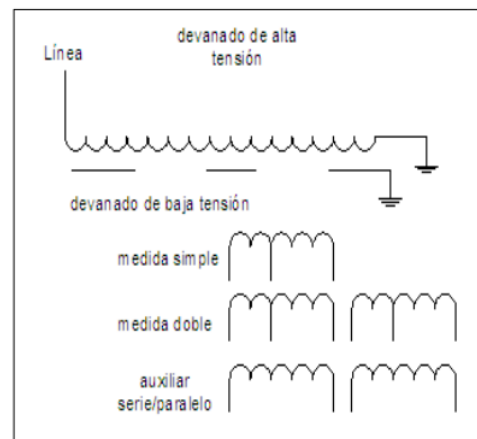 devanado de alta
tensión
Línea
devanado de baja tensión
medida simple
medida doble
auxiliar
serie/paralelo